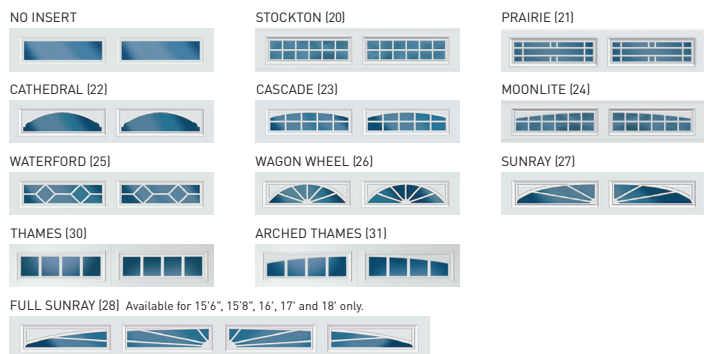 NO INSERT
STOCKTON (20)
PRAIRIE (21)
CATHEDRAL (22)
CASCADE (23)
MOONLITE (24)
WATERFORD (25)
WAGON WHEEL (26)
SUNRAY (27)
THAMES (30)
ARCHED THAMES (31)
FULL SUNRAY (28) Available for 15'6", 15'8", 16', 17' and 18' only.